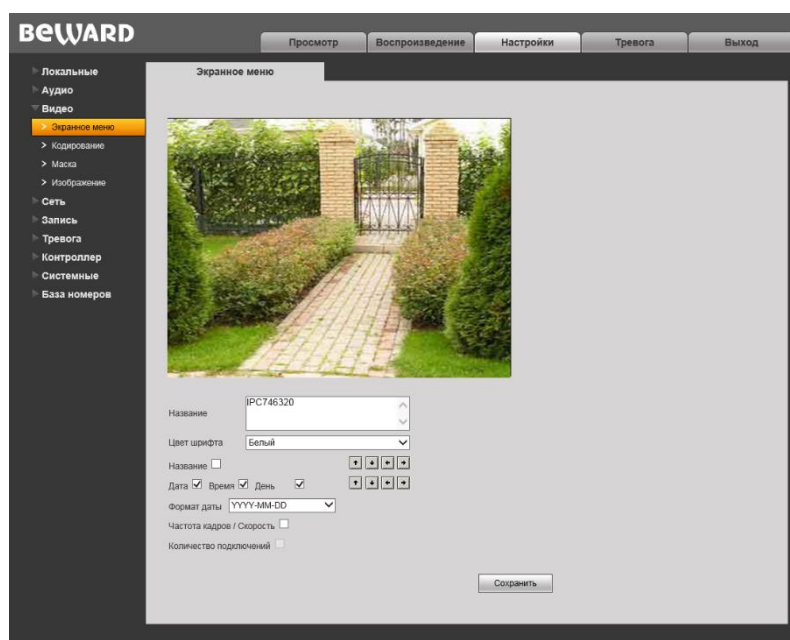 BEWARD
Просмотр Воспроизведение Настройки Тревога Выход
Локальные
Аудио
Видео
Экранное меню
Кодирование
Маска
Изображение
Сеть
Запись
Тревога
Контроллер
Системные
База номеров
Экранное меню
Название IPC746320
Цвет шрифта Белый
Название
Дата Время День
Формат даты YYYY-MM-DD
Частота кадров / Скорость
Количество подключений
Сохранить